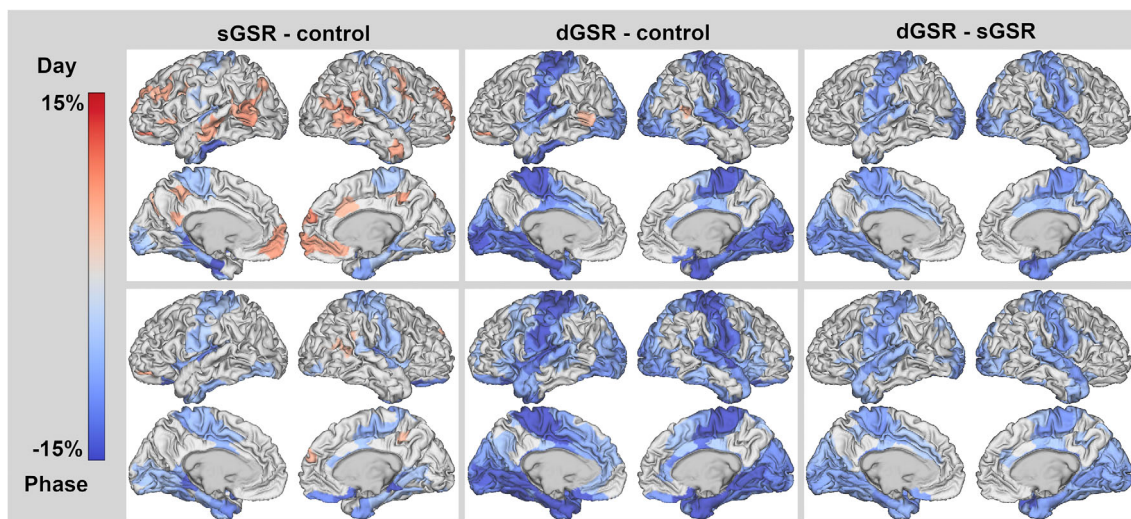 sGSR - control
dGSR - control
dGSR - sGSR
Day
15%
-15%
Phase